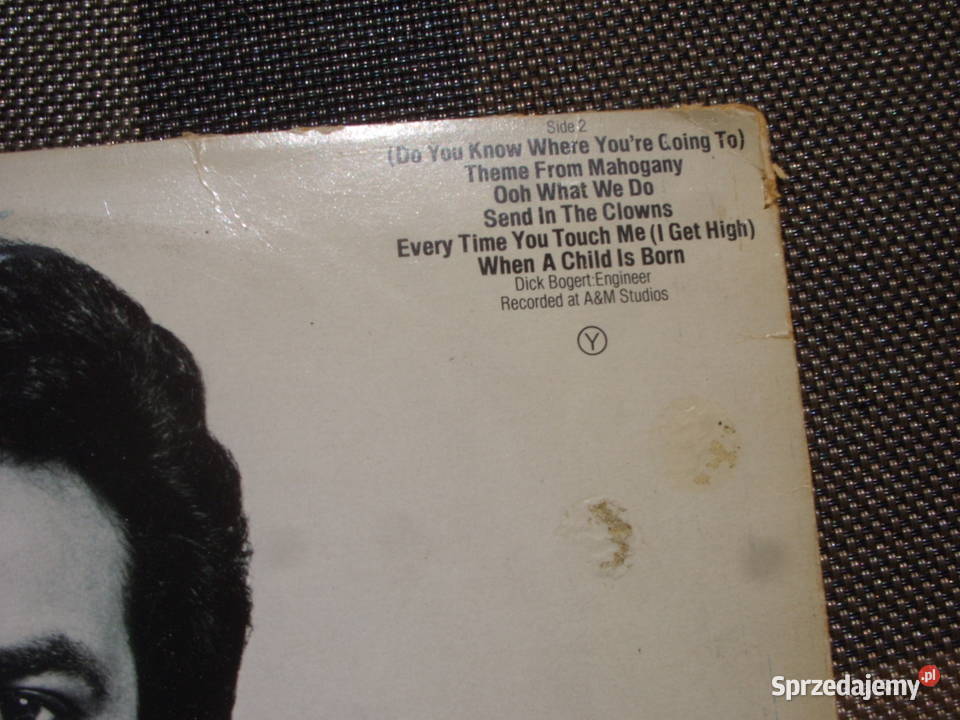 Side 2
(Do You Know Where You're Going To)
Theme From Mahogany
Ooh What We Do
Send In The Clowns
Every Time You Touch Me (I Get High)
When A Child Is Born
Dick Bogert:Engineer
Recorded at A&M Studios
Y
Sprzedajemy.pl